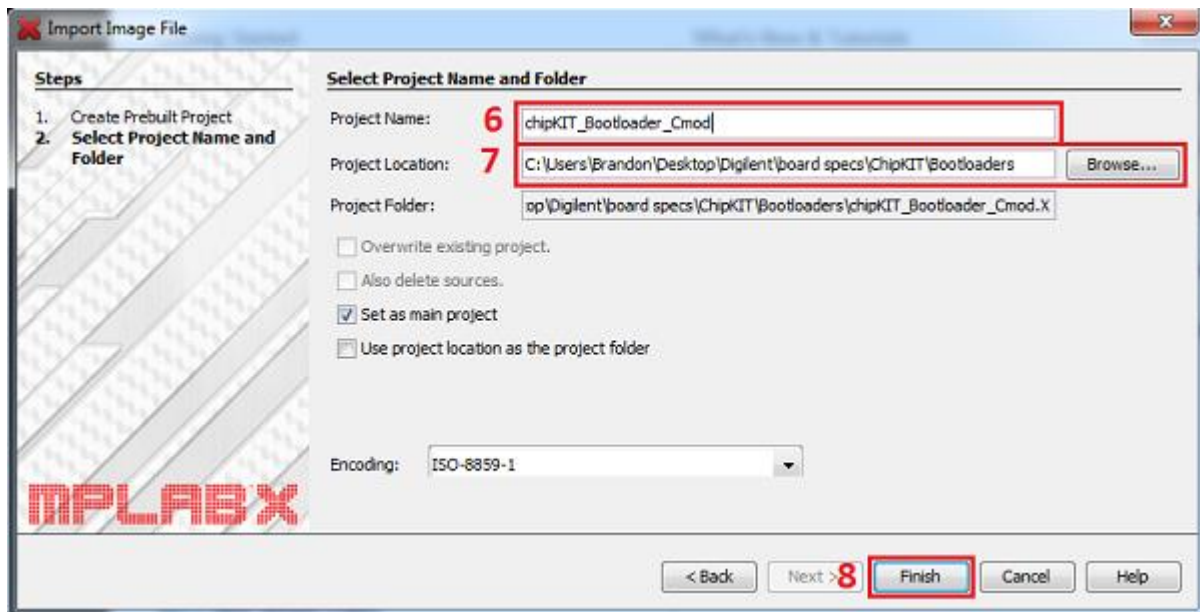 Import Image File
Steps
1. Create Prebuilt Project
2. Select Project Name and
Folder
Select Project Name and Folder
Project Name: 6 chipKIT_Bootloader_Cmod
Project Location: 7 C:\Users\Brandon\Desktop\Digilent\board specs\ChipKIT\Bootloaders Browse...
Project Folder: op\Digilent\board specs\ChipKIT\Bootloaders\chipKIT_Bootloader_Cmod.X
Overwrite existing project.
Also delete sources.
Set as main project
Use project location as the project folder
Encoding: ISO-8859-1
MPLABX
< Back Next > 8 Finish Cancel Help